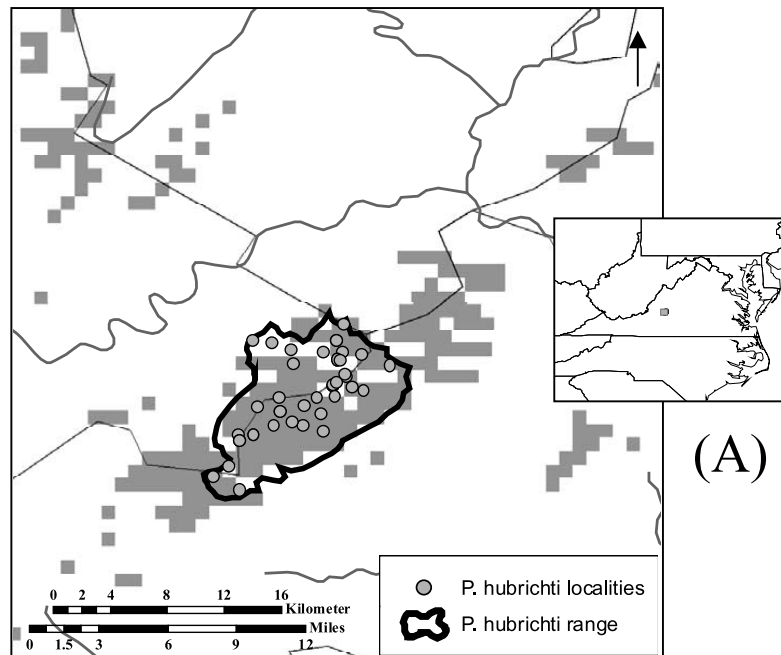 (A)
P. hubrichti localities
P. hubrichti range
0 2 4 8 12 16
Kilometer
Miles
0 1.5 3 6 9 12